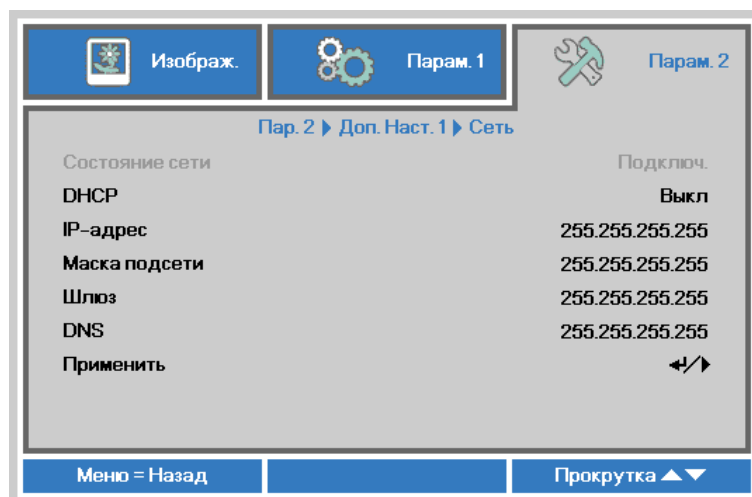 Изображ.
Парам. 1
Парам. 2
Пар. 2 ▶ Доп. Наст. 1 ▶ Сеть
Состояние сети Подключ.
DHCP Выкл
IP-адрес 255.255.255.255
Маска подсети 255.255.255.255
Шлюз 255.255.255.255
DNS 255.255.255.255
Применить ↵/▶
Меню = Назад
Прокрутка ▲▼